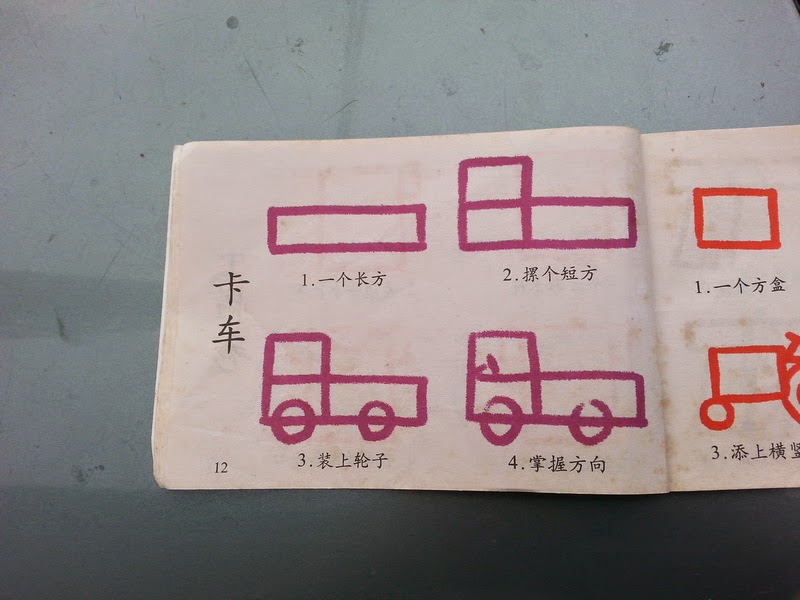 卡车
1.一个长方
2.摞个短方
3.装上轮子
4.掌握方向
12
1.一个方盒
3.添上横竖